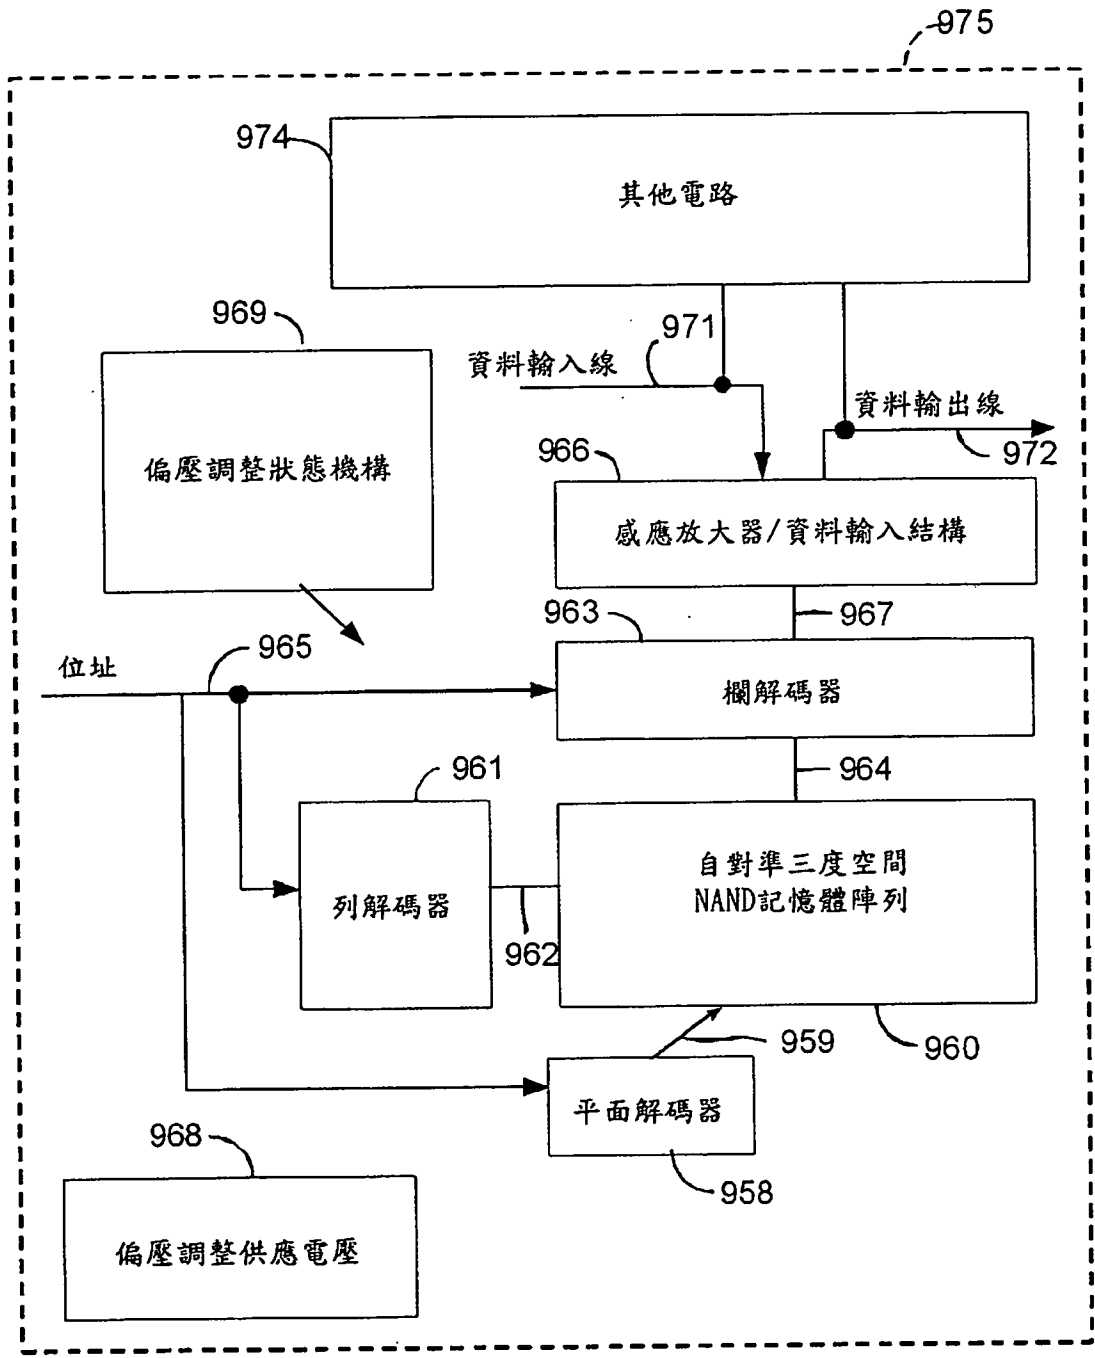 975
974
其他電路
969
971
資料輸入線
資料輸出線
972
偏壓調整狀態機構
966
感應放大器/資料輸入結構
963
967
965
位址
欄解碼器
961
964
自對準三度空間
NAND記憶體陣列
列解碼器
962
959
960
平面解碼器
968
958
偏壓調整供應電壓